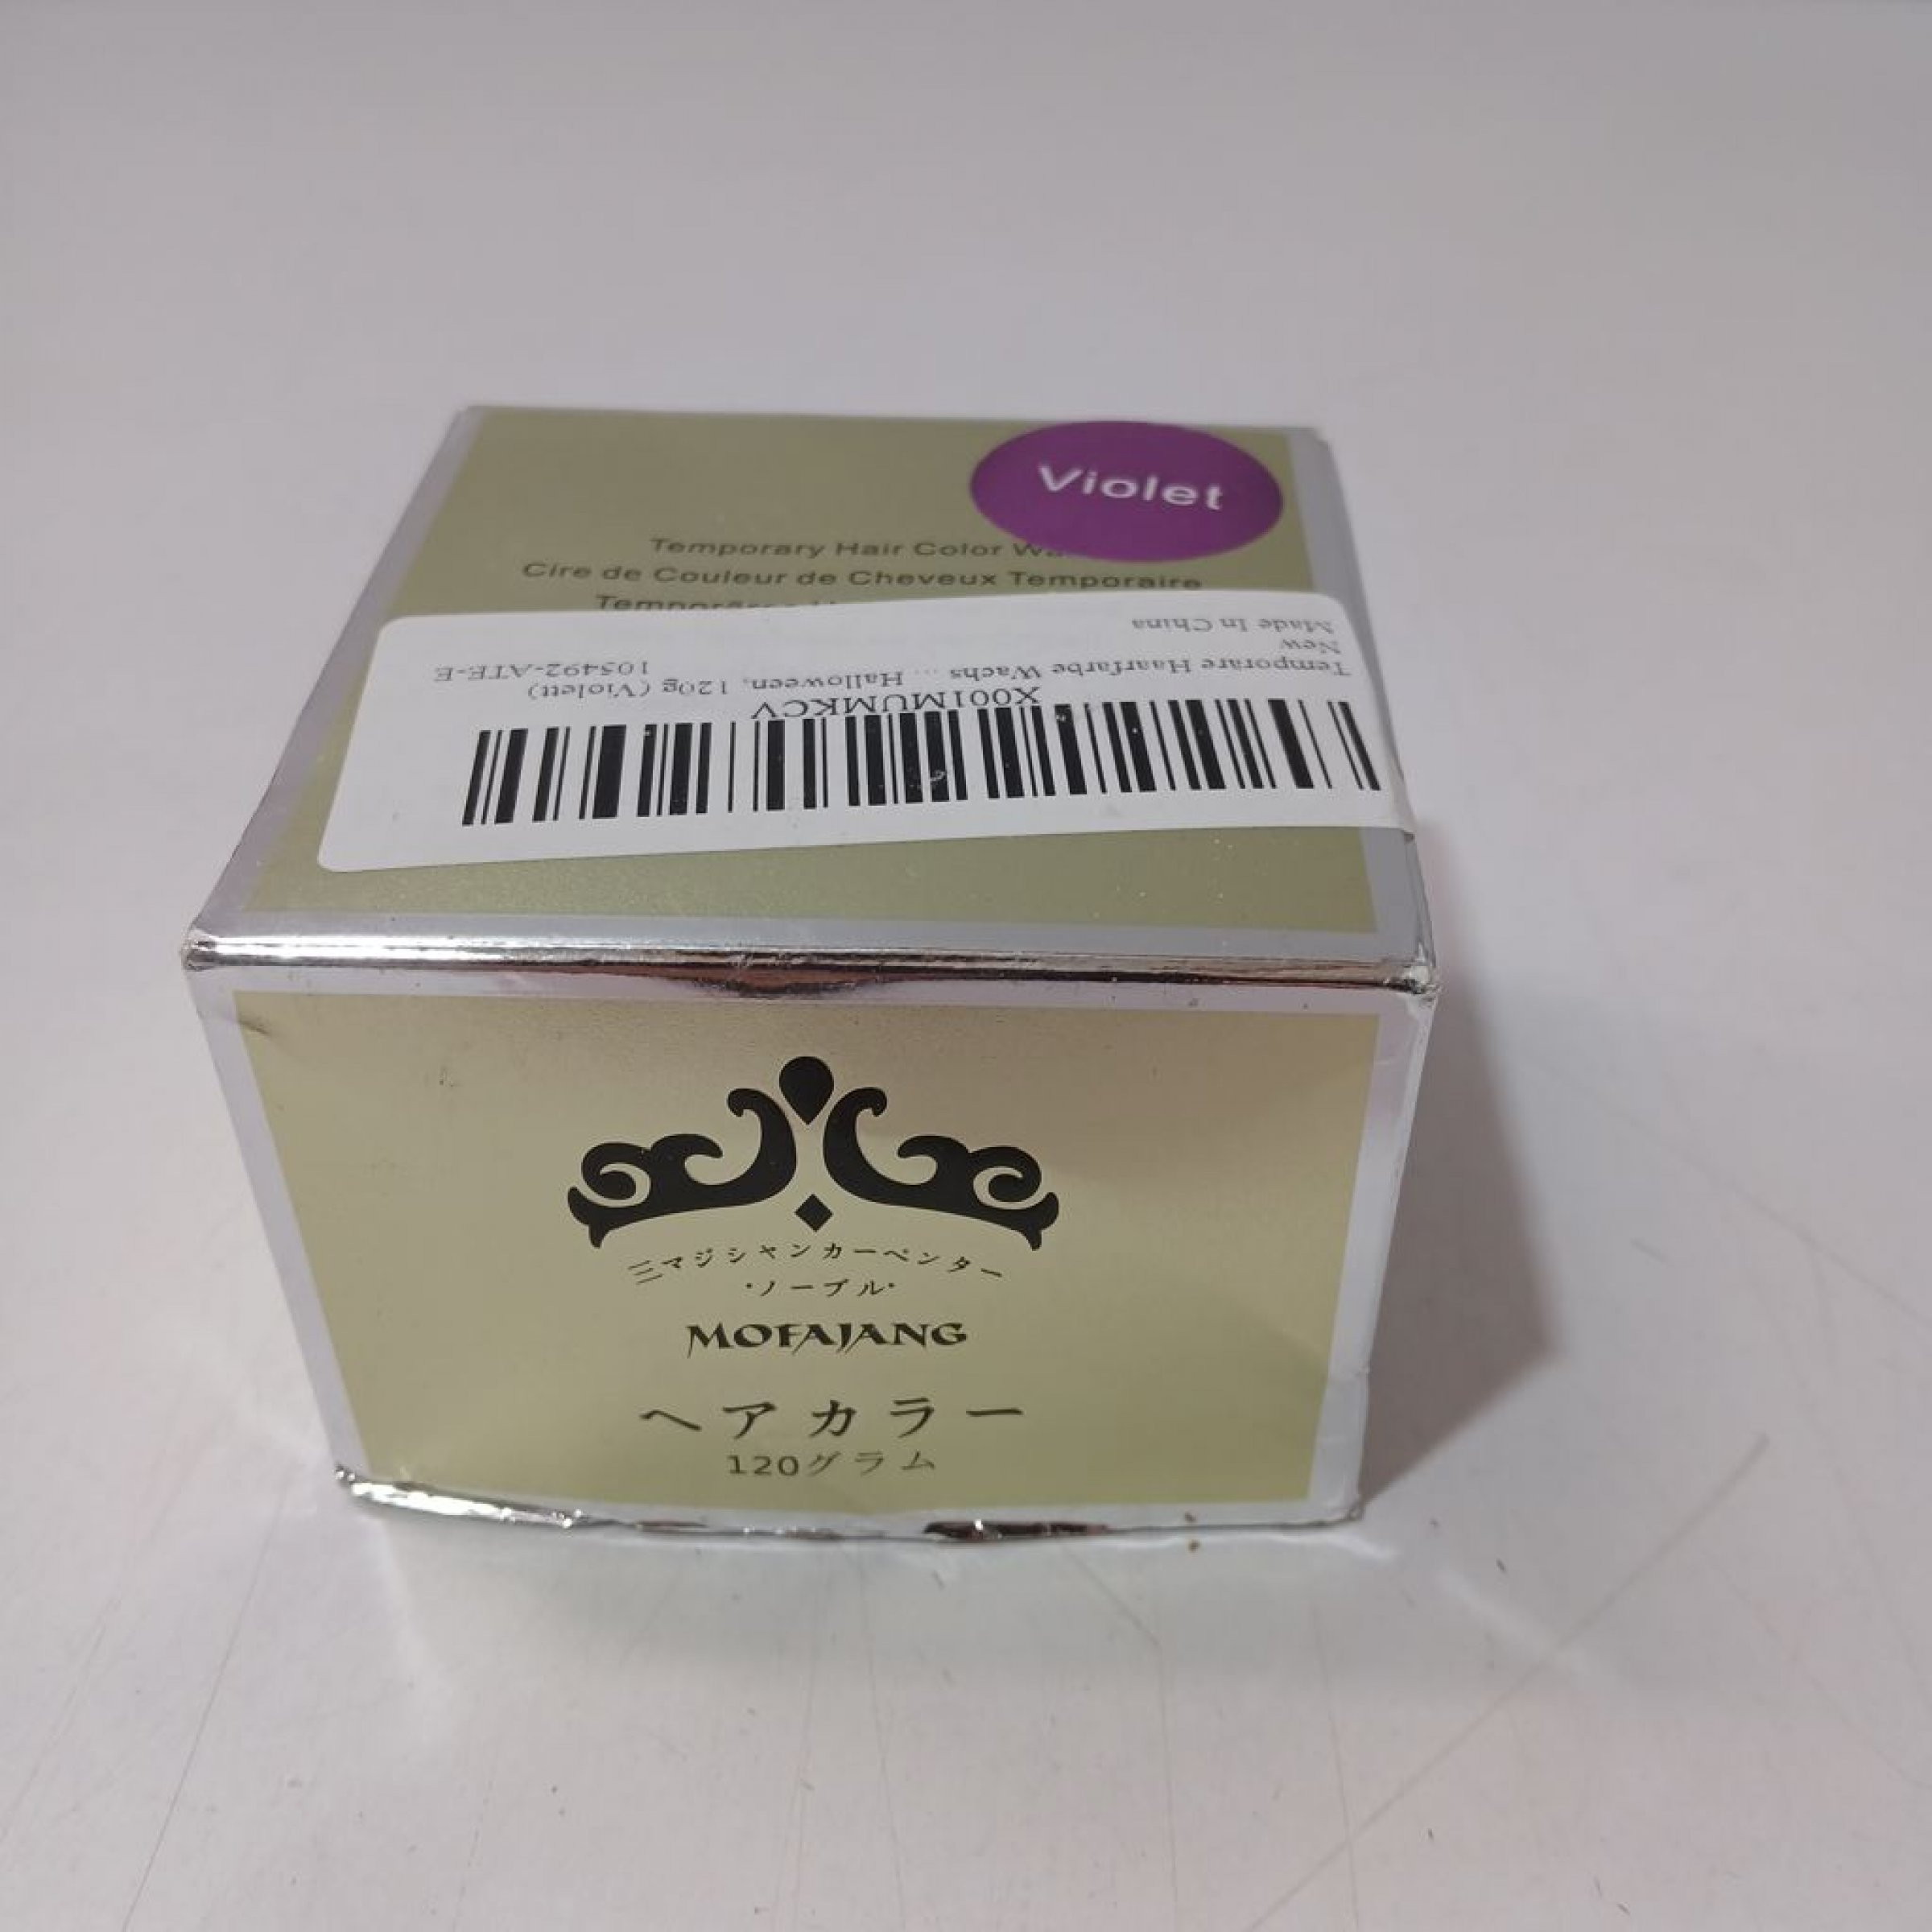 Violet
Temporary Hair Color
Cire de Couleur de Cheveux Temporaire
X001MUMKCV
Temporäre Haarfarbe Wachs ... Halloween, 120g (Violett)
New 105492-ATE-E
Made In China
三マジシャンカーペンター
・ノーブル・
MOFAJANG
ヘアカラー
120グラム